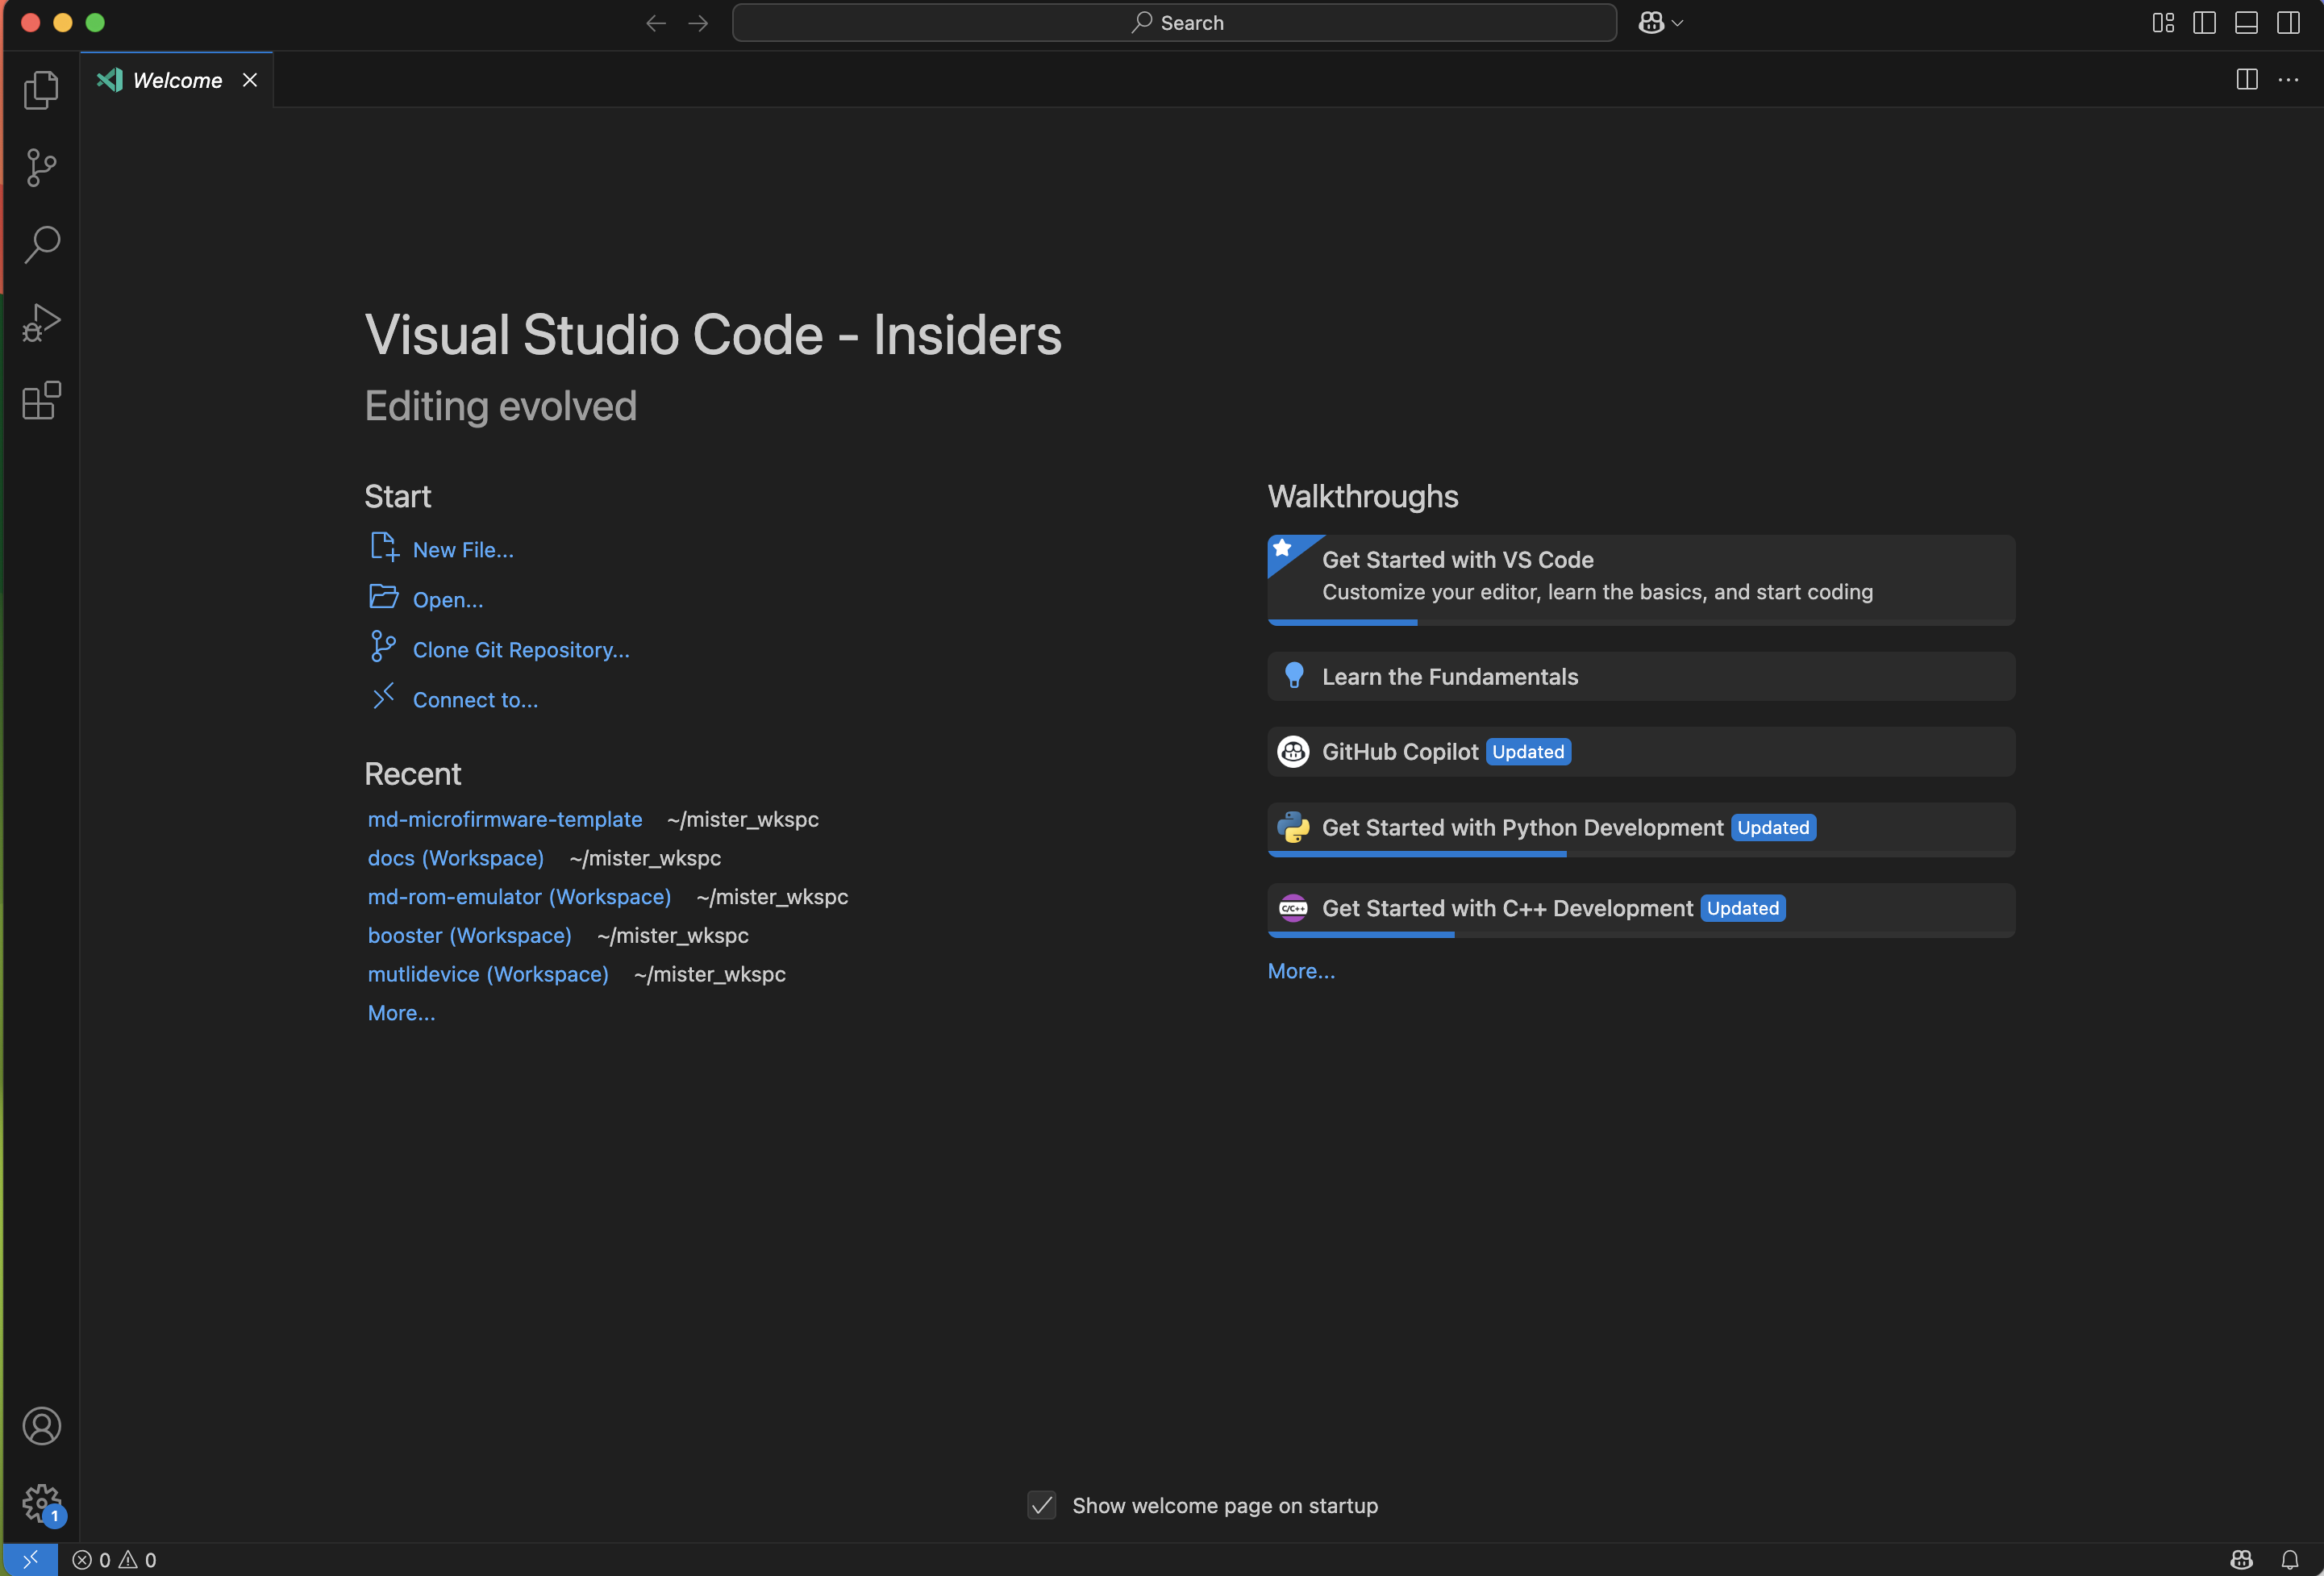 Search
Welcome
Visual Studio Code - Insiders
Editing evolved
Start
New File...
Open...
Clone Git Repository...
Connect to...
Recent
md-microfirmware-template ~/mister_wkspc
docs (Workspace) ~/mister_wkspc
md-rom-emulator (Workspace) ~/mister_wkspc
booster (Workspace) ~/mister_wkspc
mutlidevice (Workspace) ~/mister_wkspc
More...
Walkthroughs
Get Started with VS Code
Customize your editor, learn the basics, and start coding
Learn the Fundamentals
GitHub Copilot Updated
Get Started with Python Development Updated
C/C++ Get Started with C++ Development Updated
More...
Show welcome page on startup
1
0 0